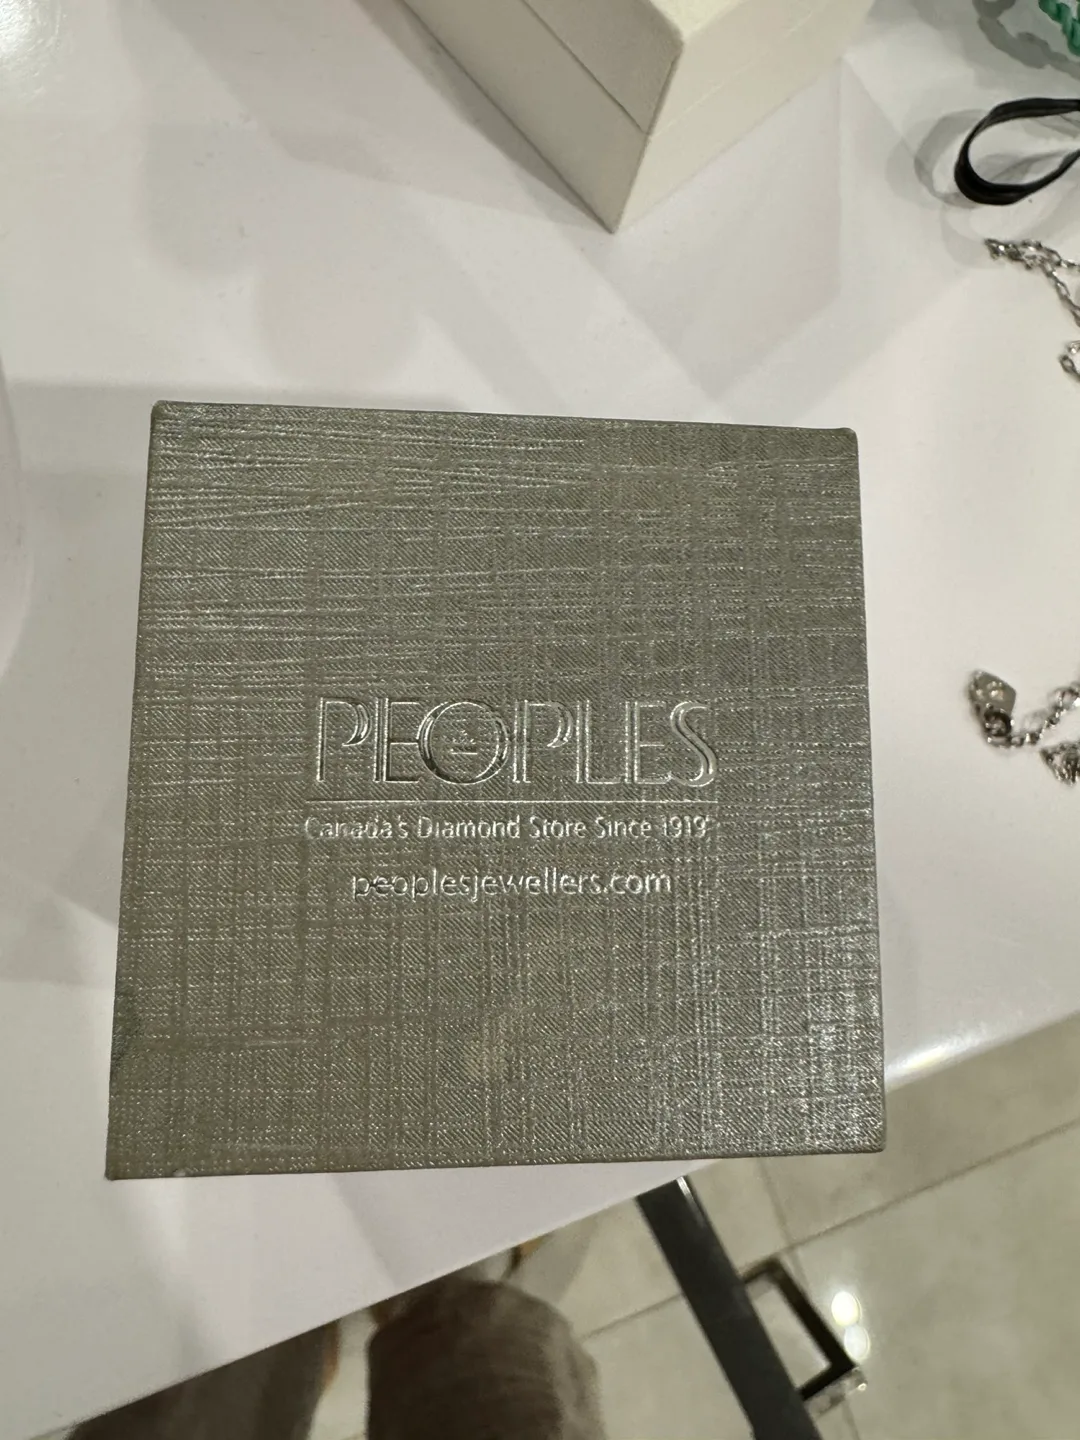 PEOPLES
Canada's Diamond Store Since 1919
peoplesjewellers.com